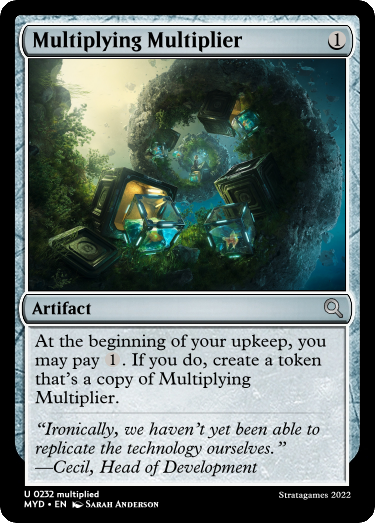 Multiplying Multiplier 1
Artifact
At the beginning of your upkeep, you
may pay 1 . If you do, create a token
that's a copy of Multiplying
Multiplier.
“Ironically, we haven't yet been able to
replicate the technology ourselves.”
—Cecil, Head of Development
U 0232 multiplied
MYD • EN Sarah Anderson
Stratagames 2022